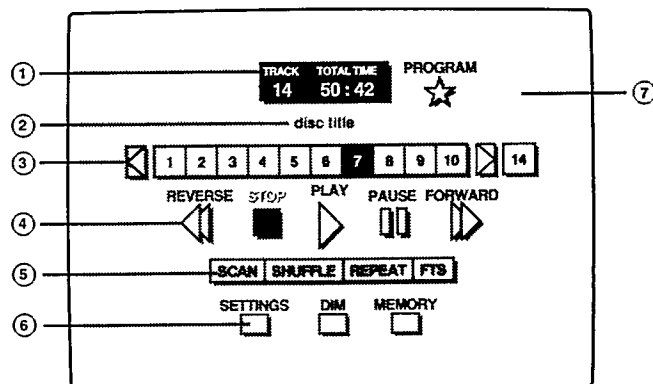 ① TRACK TOTAL TIME PROGRAM
14 50:42 ⑦
② disc title
③ 1 2 3 4 5 6 7 8 9 10 14
REVERSE STOP PLAY PAUSE FORWARD
④
⑤ SCAN SHUFFLE REPEAT FTS
SETTINGS DIM MEMORY
⑥